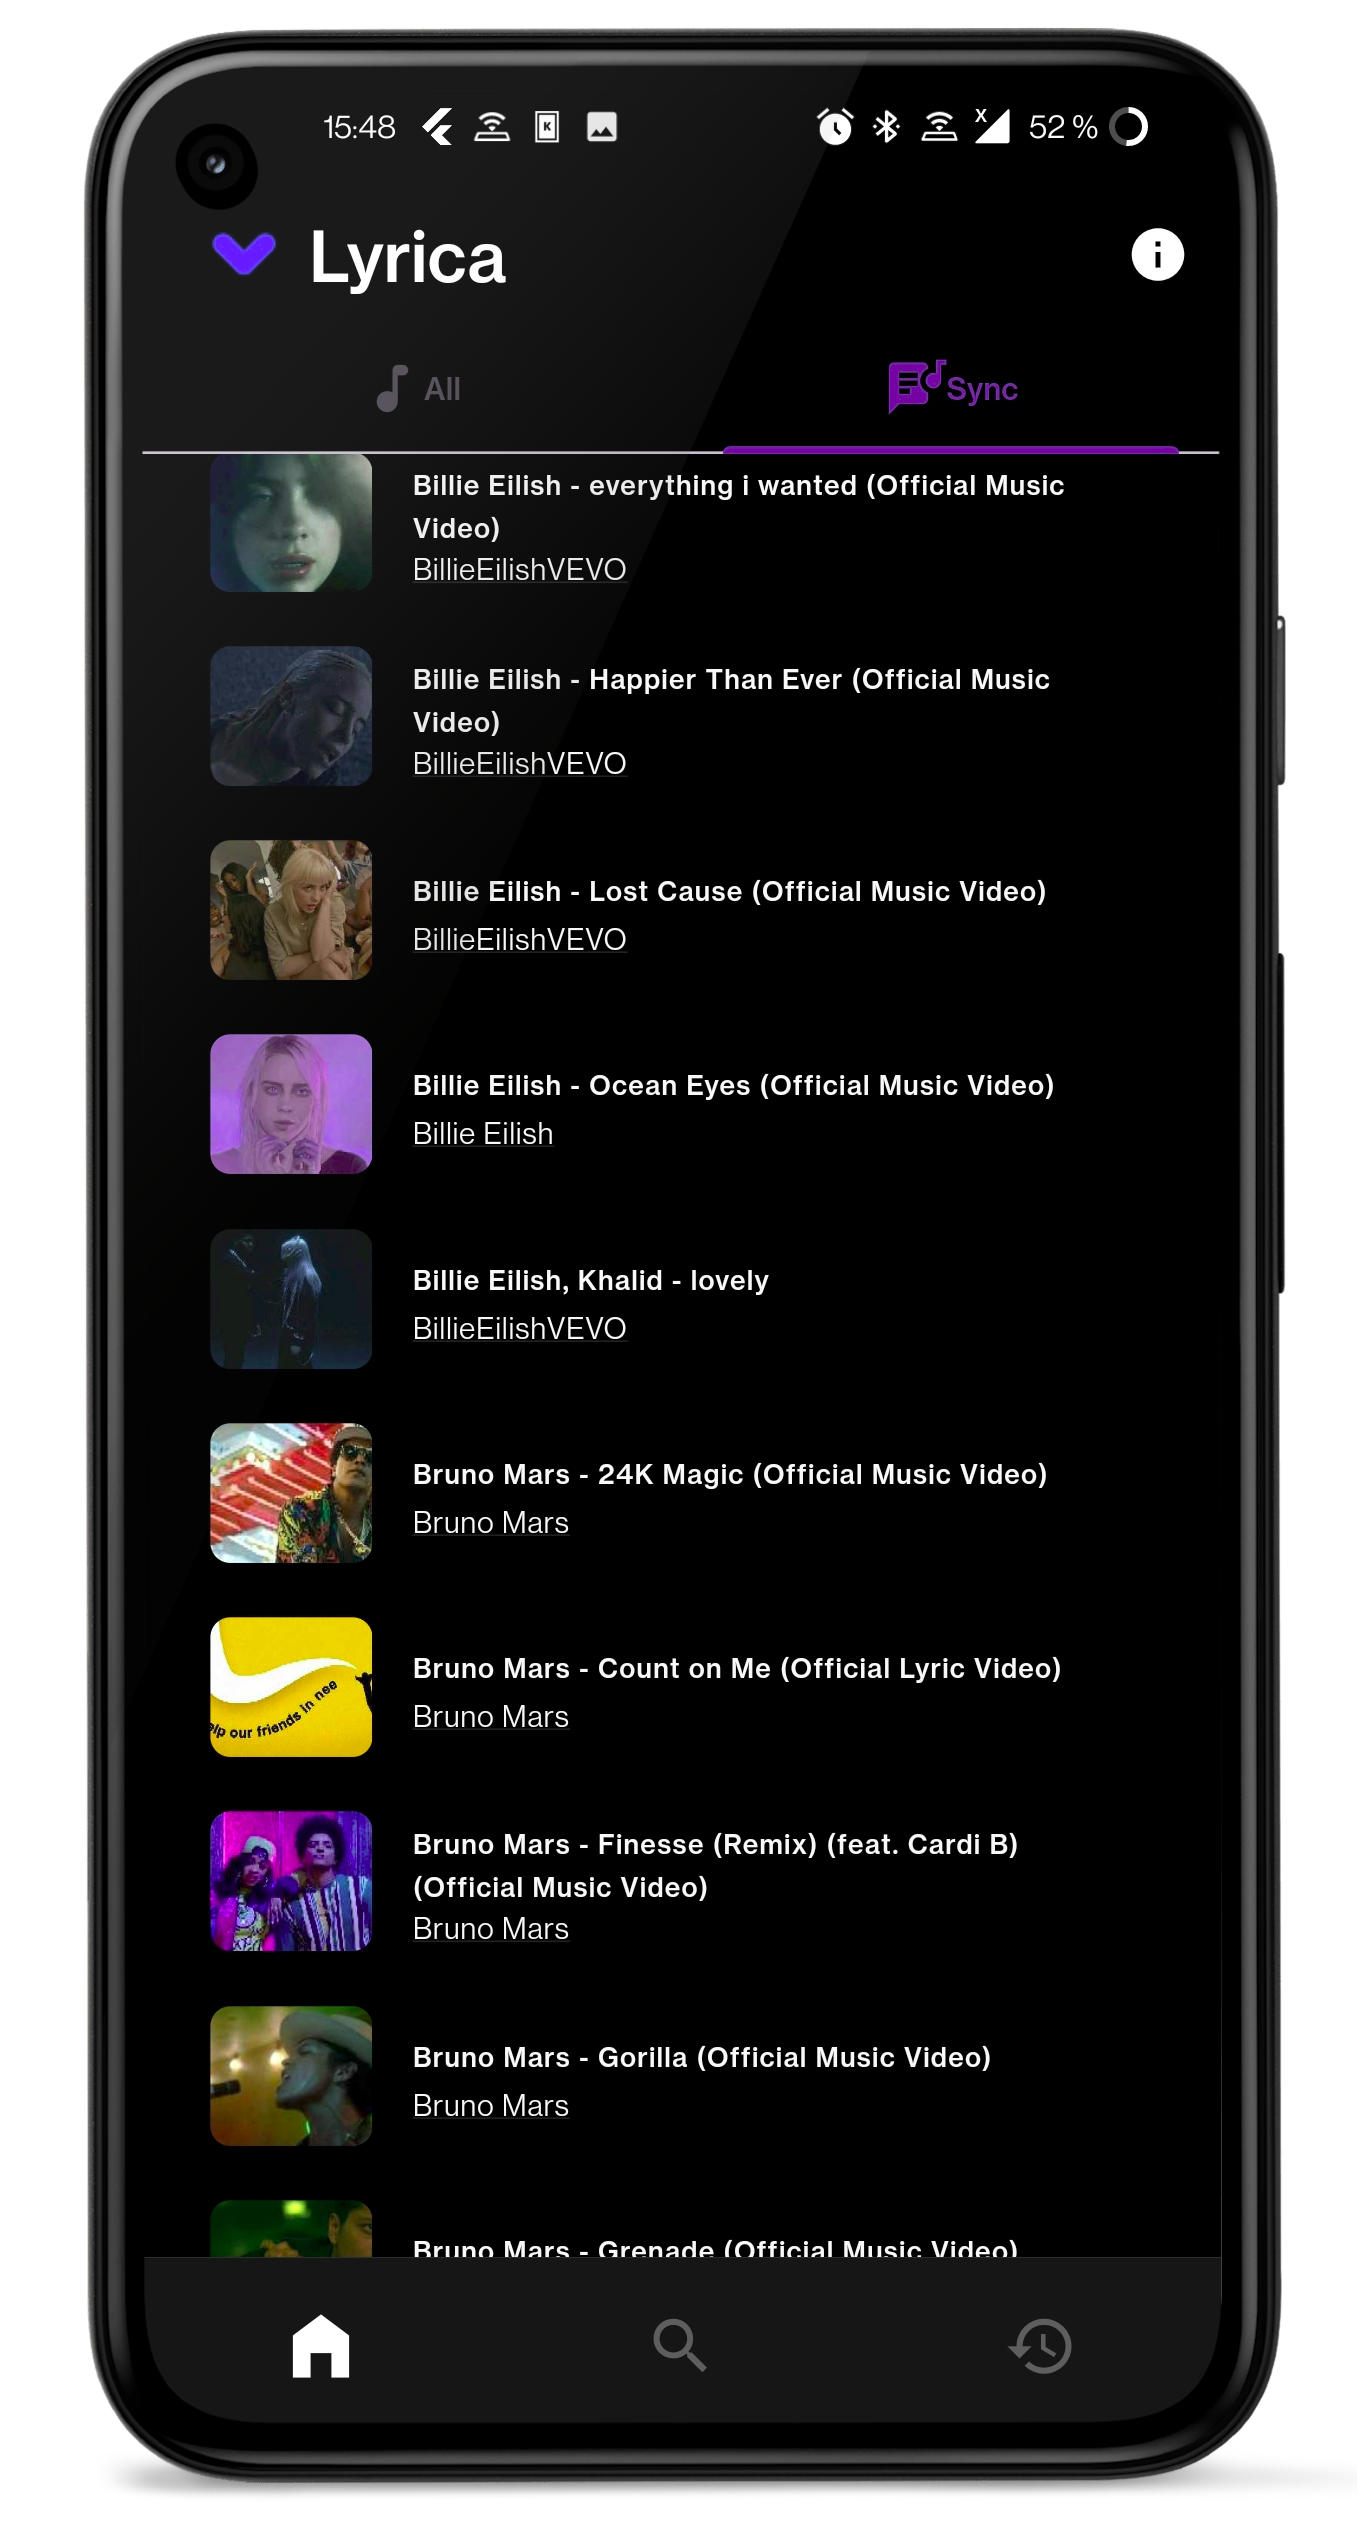 15:48
52 %
Lyrica
All
Sync
Billie Eilish - everything i wanted (Official Music
Video)
BillieEilishVEVO
Billie Eilish - Happier Than Ever (Official Music
Video)
BillieEilishVEVO
Billie Eilish - Lost Cause (Official Music Video)
BillieEilishVEVO
Billie Eilish - Ocean Eyes (Official Music Video)
Billie Eilish
Billie Eilish, Khalid - lovely
BillieEilishVEVO
Bruno Mars - 24K Magic (Official Music Video)
Bruno Mars
elp our friends in nee
Bruno Mars - Count on Me (Official Lyric Video)
Bruno Mars
Bruno Mars - Finesse (Remix) (feat. Cardi B)
(Official Music Video)
Bruno Mars
Bruno Mars - Gorilla (Official Music Video)
Bruno Mars
Bruno Mars - Grenade (Official Music Video)